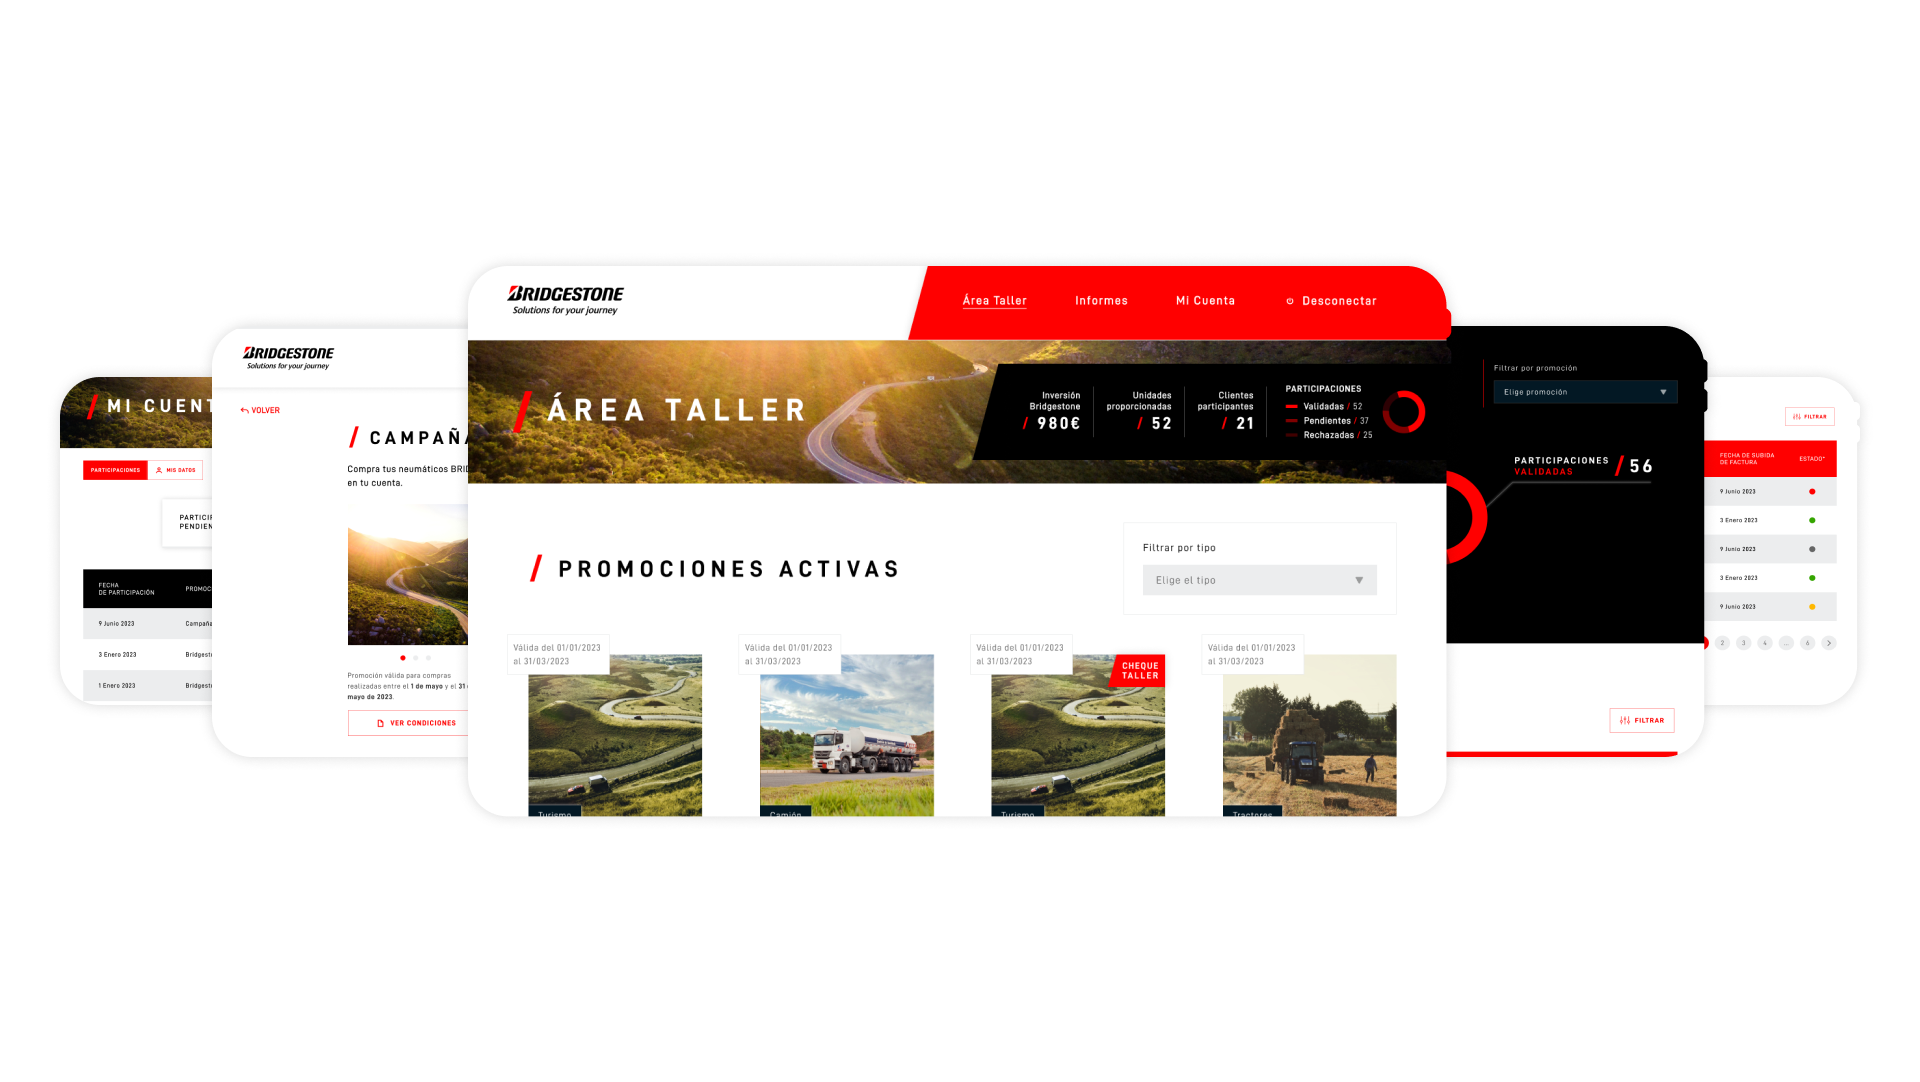 MI CUENT
PARTICIPACIONES
MIS DATOS
PARTICIP
PENDIEN
FECHA
DE PARTICIPACIÓN
PROMOC
9 Junio 2023
Campaña
3 Enero 2023
Bridgest
1 Enero 2023
Bridgest
BRIDGESTONE
Solutions for your journey
VOLVER
/ CAMPAÑA
Compra tus neumáticos BRID
en tu cuenta.
Promoción válida para compras
realizadas entre el 1 de mayo y el 31
mayo de 2023.
VER CONDICIONES
BRIDGESTONE
Solutions for your journey
Área Taller
Informes
Mi Cuenta
Desconectar
/ ÁREA TALLER
Inversión
Bridgestone
/ 980€
Unidades
proporcionadas
/ 52
Clientes
participantes
/ 21
PARTICIPACIONES
Validadas / 52
Pendientes / 37
Rechazadas / 25
/ PROMOCIONES ACTIVAS
Filtrar por tipo
Elige el tipo
Válida del 01/01/2023
al 31/03/2023
Turismo
Válida del 01/01/2023
al 31/03/2023
Camión
Válida del 01/01/2023
al 31/03/2023
CHEQUE
TALLER
Turismo
Válida del 01/01/2023
al 31/03/2023
Tractores
Filtrar por promoción
Elige promoción
PARTICIPACIONES
VALIDADAS
/ 56
FILTRAR
FILTRAR
FECHA DE SUBIDA
DE FACTURA
ESTADO*
9 Junio 2023
3 Enero 2023
9 Junio 2023
3 Enero 2023
9 Junio 2023
2 3 4 ... 6 >